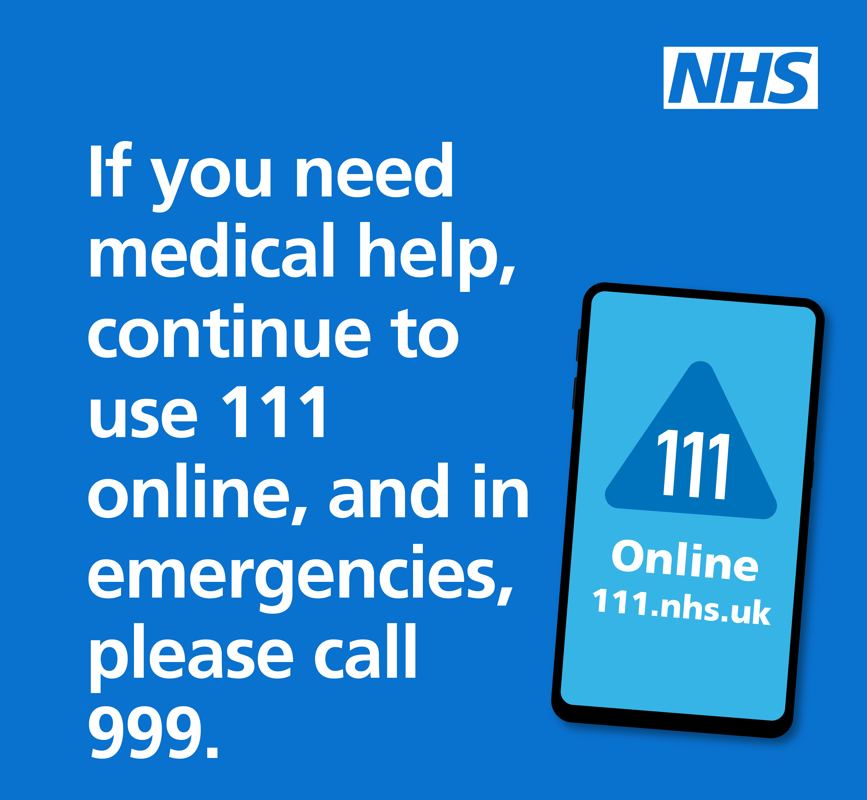 NHS
If you need
medical help,
continue to
use 111
online, and in
emergencies,
please call
999.
111
Online
111.nhs.uk